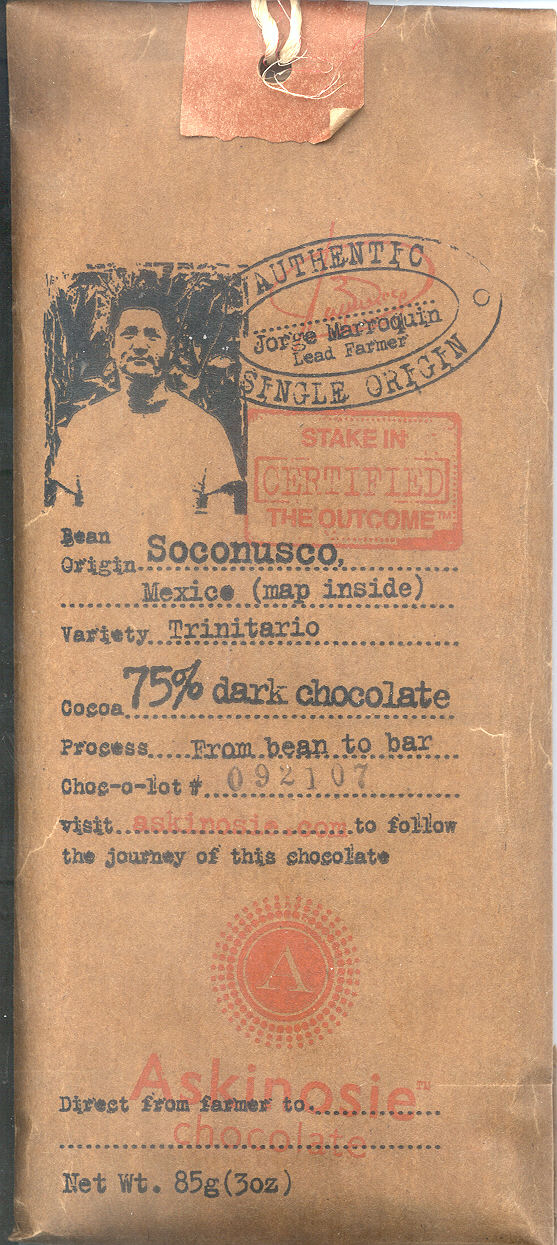 AUTHENTIC
Jorge Marroquin
Lead Farmer
SINGLE ORIGIN
STAKE IN
CERTIFIED
THE OUTCOME™
Bean
Origin Soconusco,
Mexico (map inside)
Variety Trinitario
Cocoa 75% dark chocolate
Process From bean to bar
Choc-o-lot # 092107
visit askinosie.com to follow
the journey of this chocolate
A
Askinosie™
Direct from farmer to
chocolate
Net Wt. 85g(3oz)